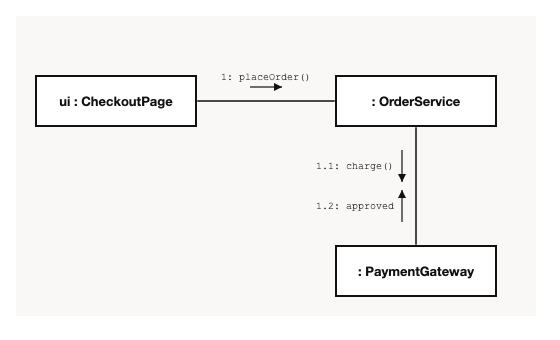 1: placeOrder()
ui : CheckoutPage
: OrderService
1.1: charge()
1.2: approved
: PaymentGateway